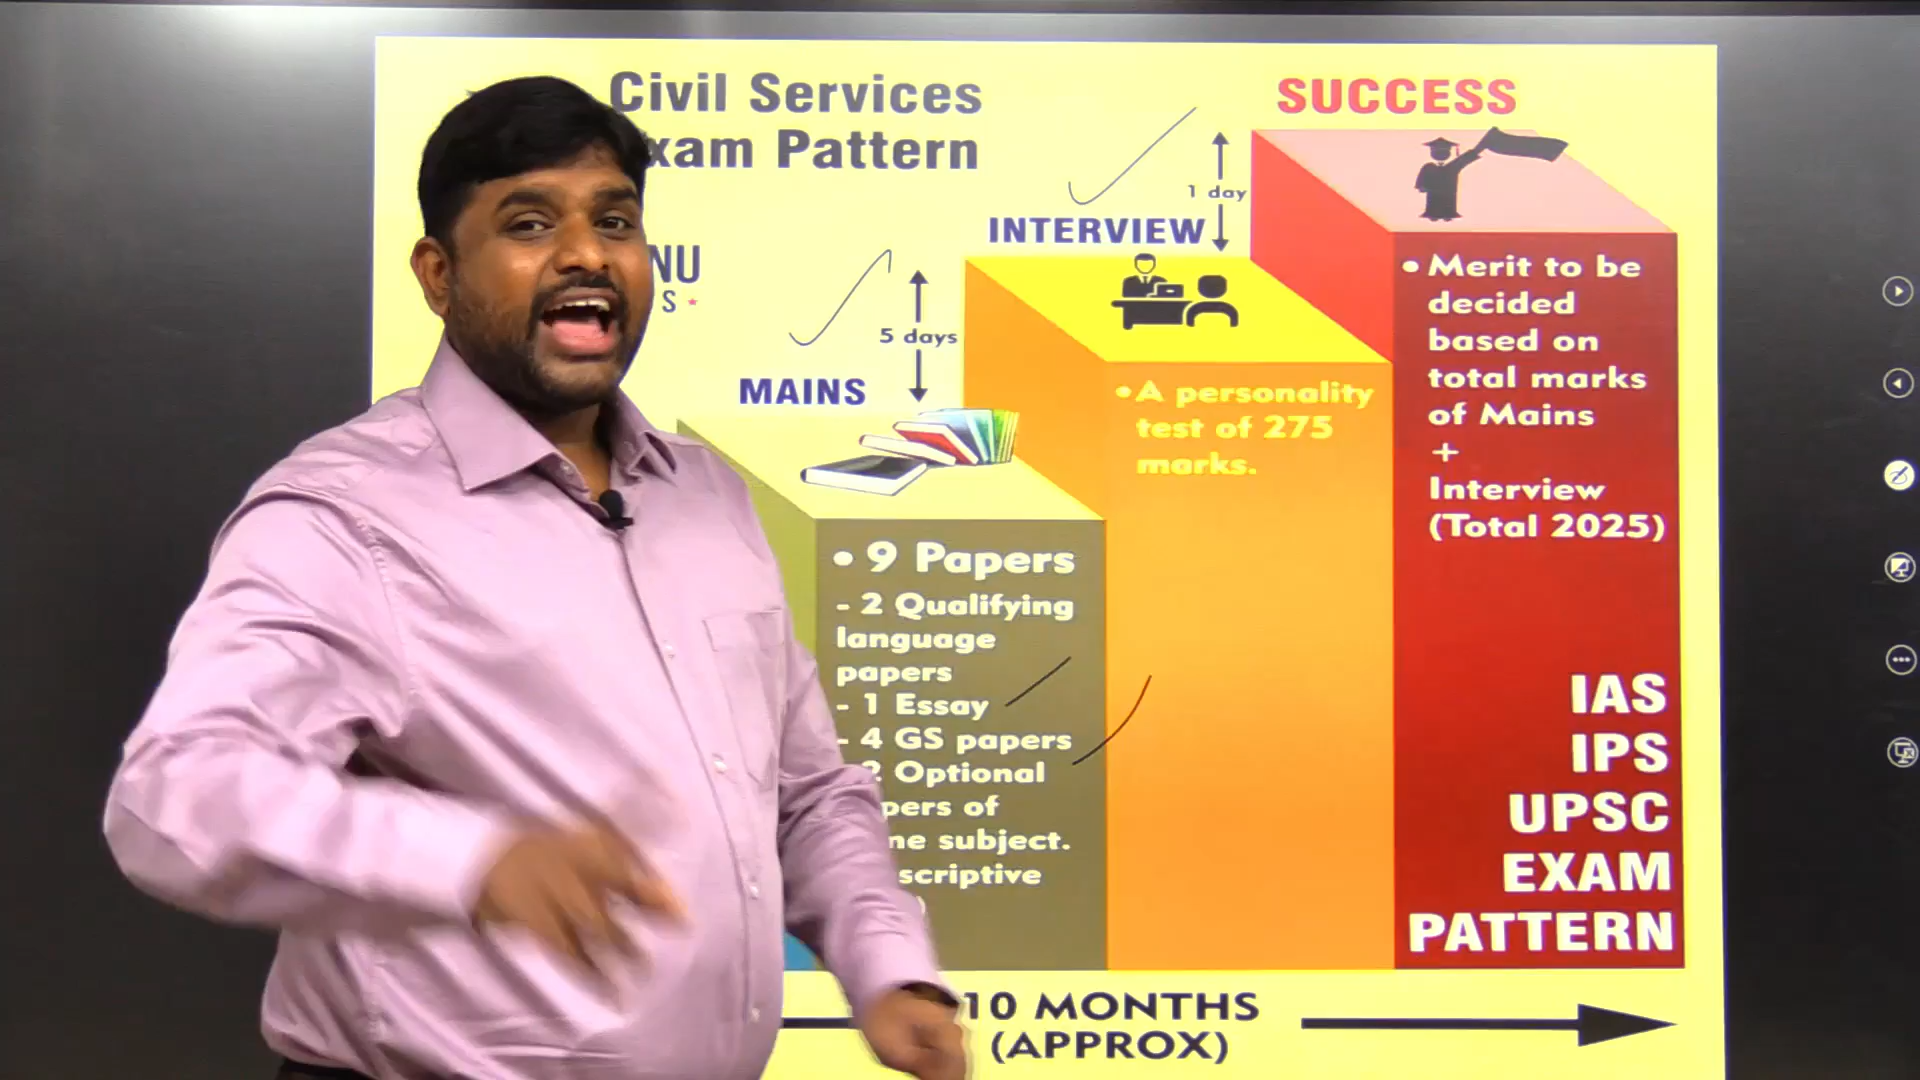 Civil Services
xam Pattern
NU
S
SUCCESS
1 day
INTERVIEW
5 days
MAINS
• Merit to be
decided
based on
total marks
of Mains
+
Interview
(Total 2025)
• A personality
test of 275
marks.
• 9 Papers
- 2 Qualifying
language
papers
- 1 Essay
- 4 GS papers
2 Optional
pers of
me subject.
scriptive
)
IAS
IPS
UPSC
EXAM
PATTERN
10 MONTHS
(APPROX)